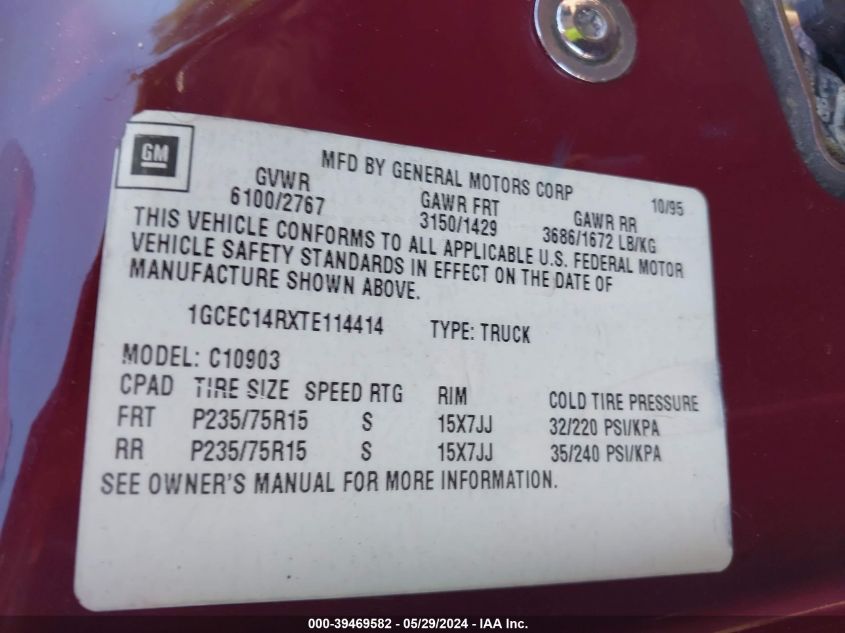 GM
MFD BY GENERAL MOTORS CORP 10/95
GVWR GAWR FRT GAWR RR
6100/2767 3150/1429 3686/1672 LB/KG
THIS VEHICLE CONFORMS TO ALL APPLICABLE U.S. FEDERAL MOTOR
VEHICLE SAFETY STANDARDS IN EFFECT ON THE DATE OF
MANUFACTURE SHOWN ABOVE.
1GCEC14RXTE114414 TYPE: TRUCK
MODEL: C10903
CPAD TIRE SIZE SPEED RTG RIM COLD TIRE PRESSURE
FRT P235/75R15 S 15X7JJ 32/220 PSI/KPA
RR P235/75R15 S 15X7JJ 35/240 PSI/KPA
SEE OWNER'S MANUAL FOR MORE INFORMATION.
000-39469582 - 05/29/2024 - IAA Inc.